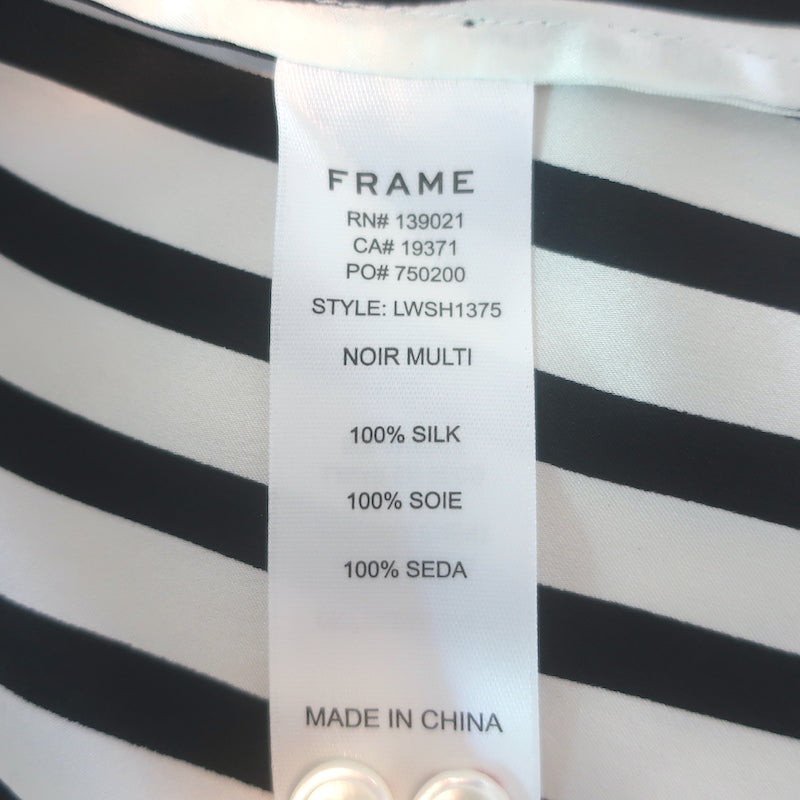 FRAME
RN# 139021
CA# 19371
PO# 750200
STYLE: LWSH1375
NOIR MULTI
100% SILK
100% SOIE
100% SEDA
MADE IN CHINA